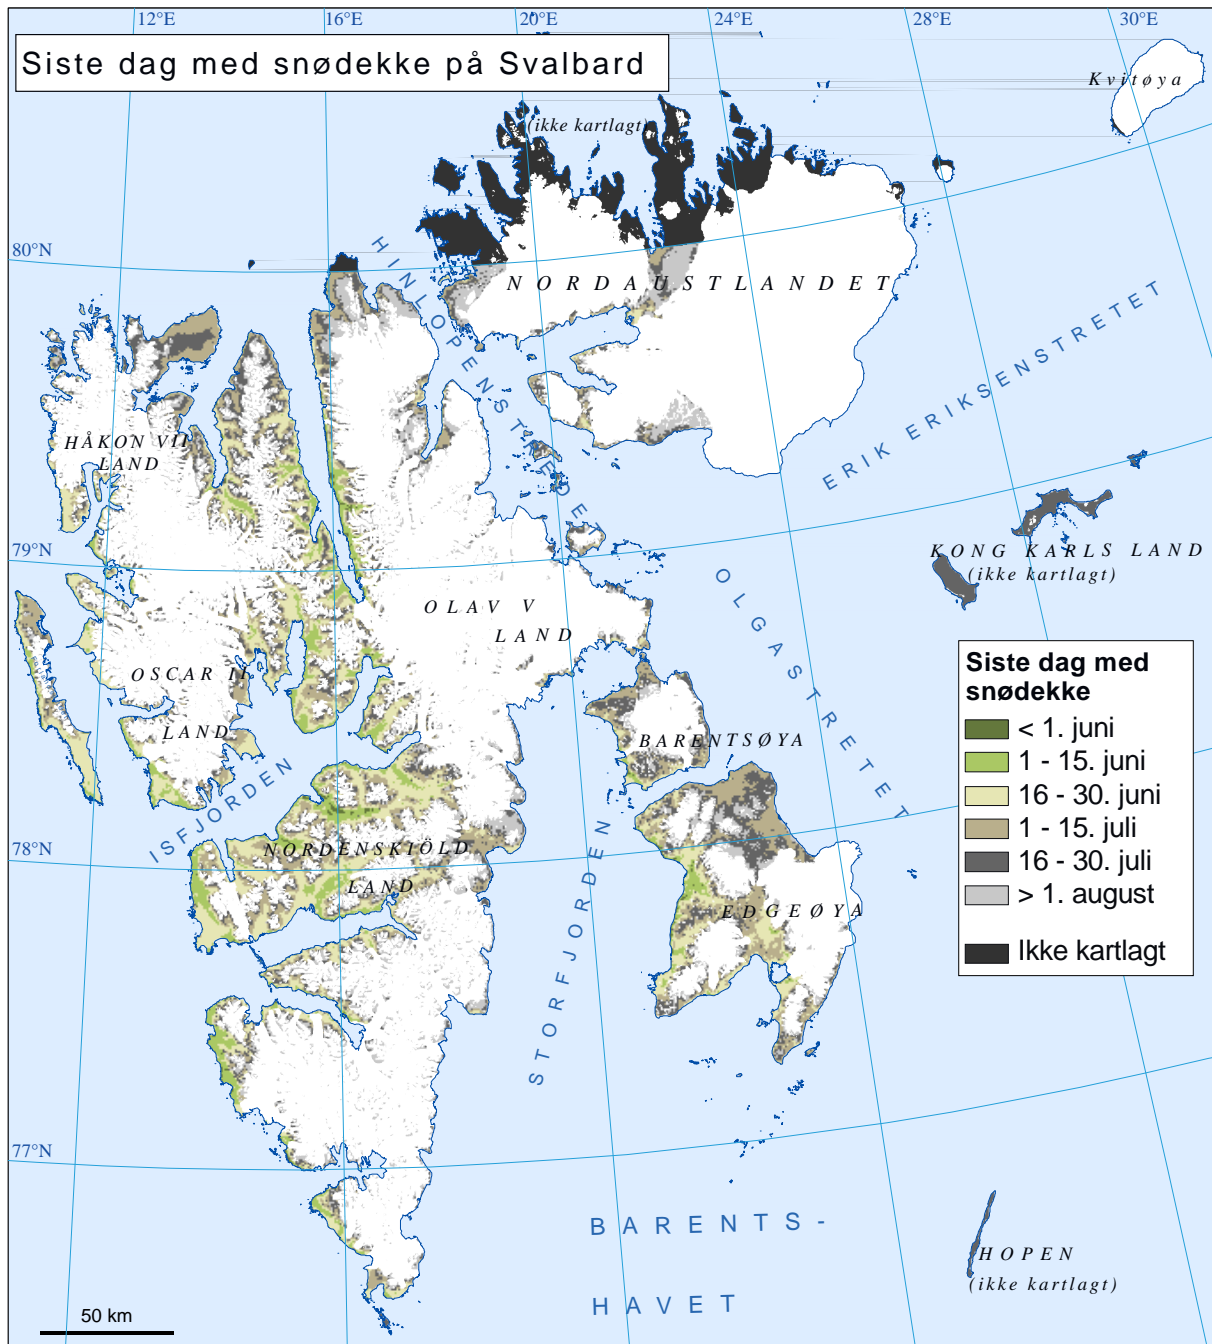 12°E
16°E
20°E
24°E
28°E
30°E
Siste dag med snødekke på Svalbard
Kvitøya
(ikke kartlagt)
80°N
HINLOPENSTREDET
NORDAUSTLANDET
ERIK ERIKSENSTRETET
HÅKON VII
LAND
79°N
KONG KARLS LAND
(ikke kartlagt)
OLGASTRETET
OLAV V
LAND
OSCAR II
LAND
BARENTSØYA
ISFJORDEN
78°N
NORDENSKIÖLD
LAND
EDGEØYA
STORFJORDEN
Siste dag med
snødekke
< 1. juni
1 - 15. juni
16 - 30. juni
1 - 15. juli
16 - 30. juli
> 1. august
Ikke kartlagt
77°N
BARENTS-
HAVET
HOPEN
(ikke kartlagt)
50 km